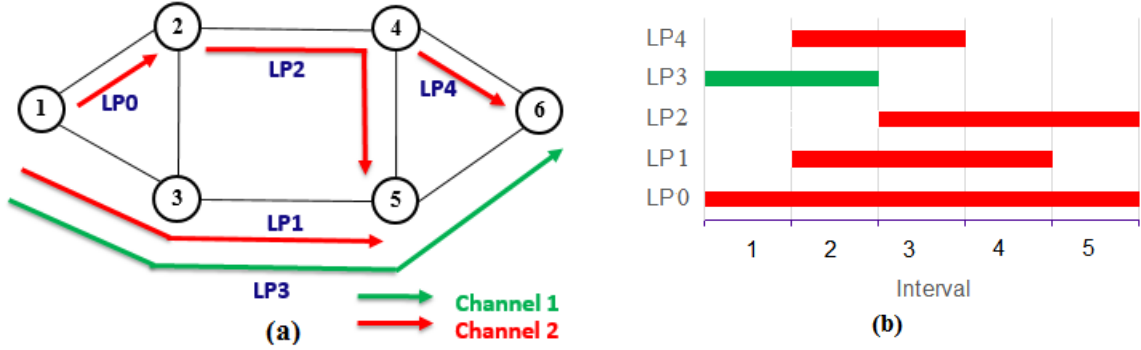 2
4
LP2
LP4
LP0
1
6
3
5
LP1
LP3
Channel 1
Channel 2
(a)
LP4
LP3
LP2
LP1
LP0
1 2 3 4 5
Interval
(b)